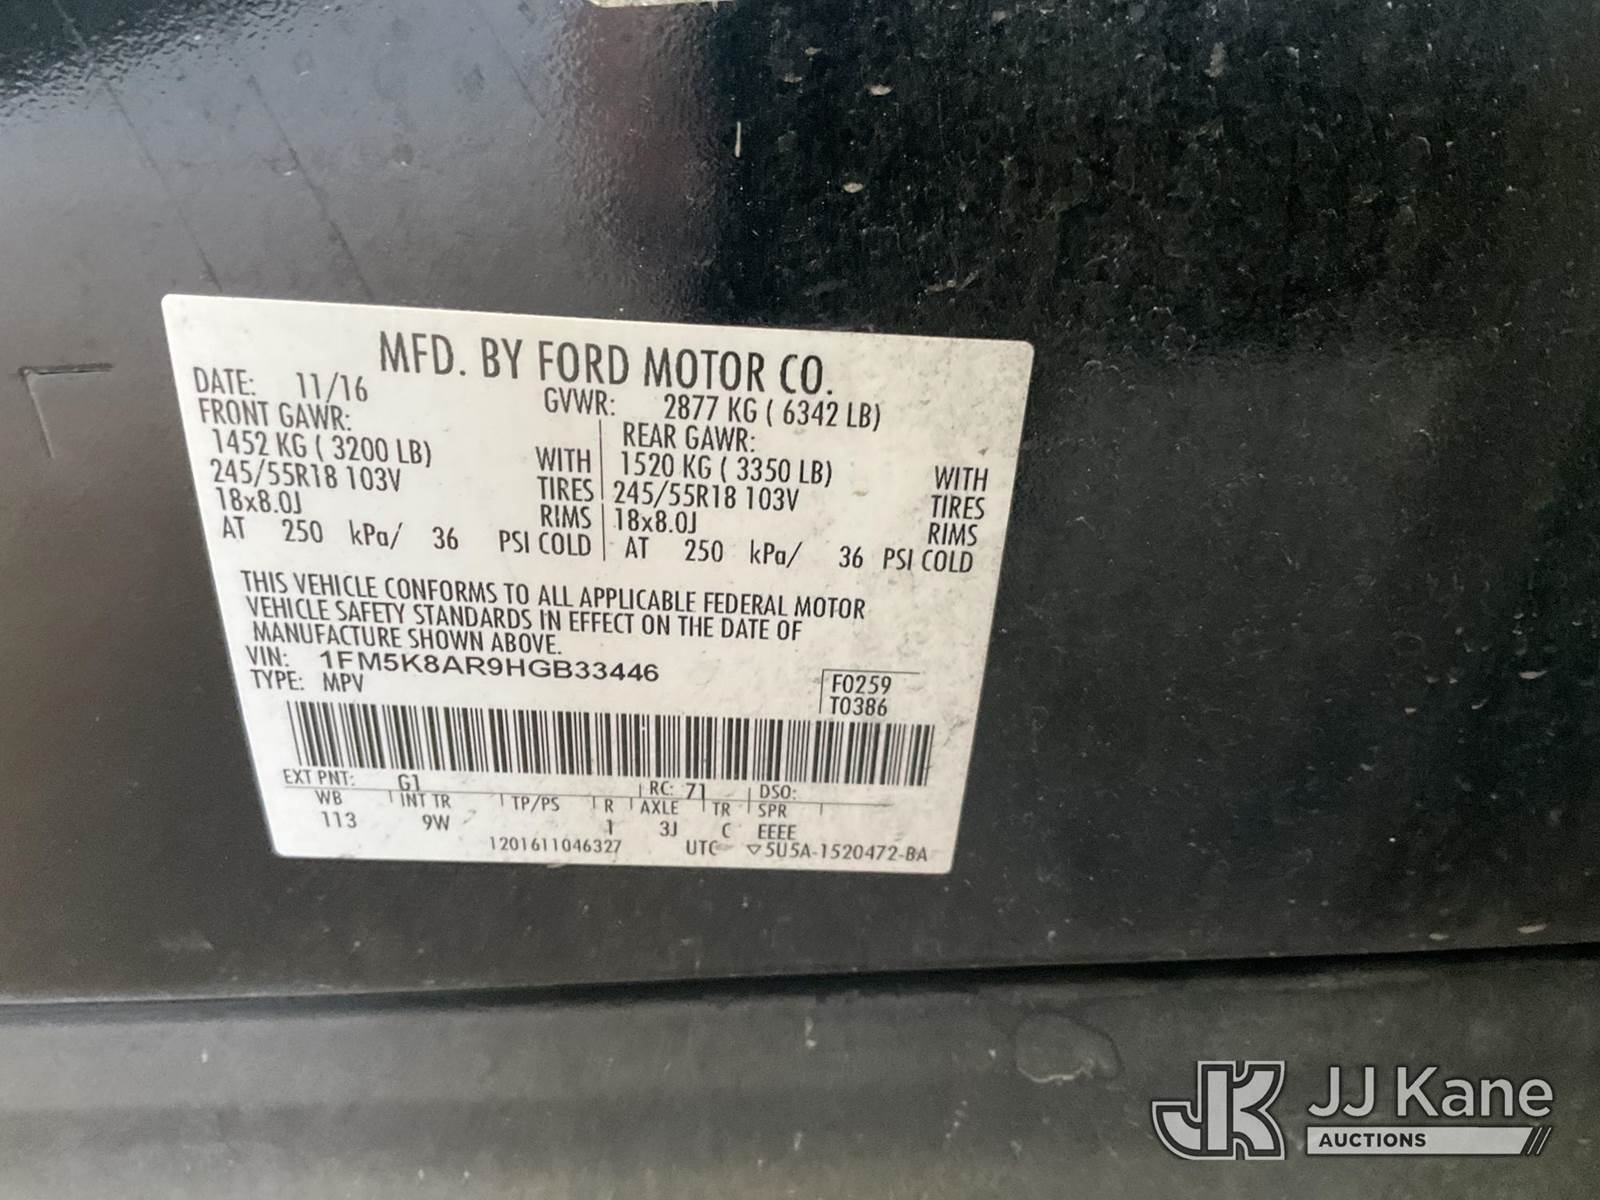 MFD. BY FORD MOTOR CO.
DATE: 11/16 GVWR: 2877 KG ( 6342 LB)
FRONT GAWR: REAR GAWR:
1452 KG ( 3200 LB) WITH 1520 KG ( 3350 LB) WITH
245/55R18 103V TIRES 245/55R18 103V TIRES
18x8.0J RIMS 18x8.0J RIMS
AT 250 kPa/ 36 PSI COLD AT 250 kPa/ 36 PSI COLD
THIS VEHICLE CONFORMS TO ALL APPLICABLE FEDERAL MOTOR
VEHICLE SAFETY STANDARDS IN EFFECT ON THE DATE OF
MANUFACTURE SHOWN ABOVE.
VIN: 1FM5K8AR9HGB33446
TYPE: MPV
F0259
T0386
EXT PNT: G1 RC: 71 DSO:
WB INT TR TP/PS R AXLE TR SPR
113 9W 1 3J C EEEE
1201611046327 UTC ▽5U5A-1520472-BA
JK JJ Kane
AUCTIONS